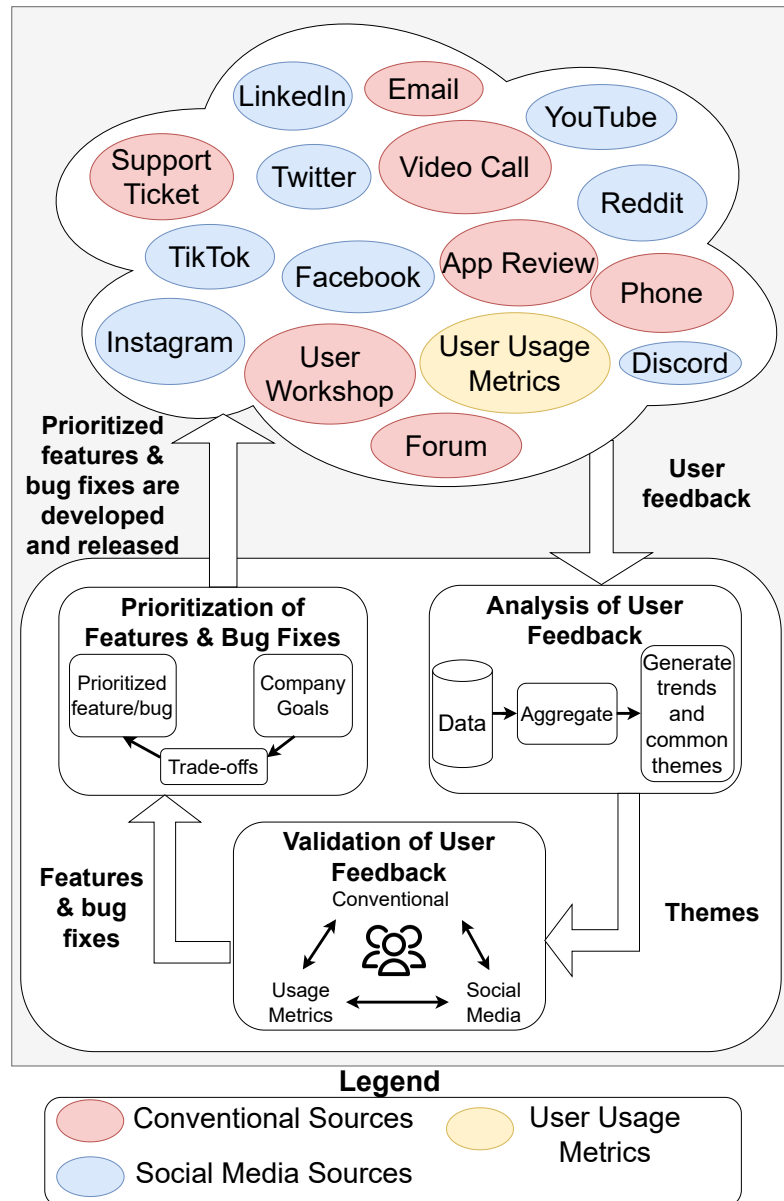 LinkedIn
Email
YouTube
Support
Ticket
Twitter
Video Call
Reddit
TikTok
Facebook
App Review
Phone
Instagram
User
Workshop
User Usage
Metrics
Discord
Forum
Prioritized
features &
bug fixes are
developed
and released
User
feedback
Prioritization of
Features & Bug Fixes
Prioritized
feature/bug
Company
Goals
Trade-offs
Analysis of User
Feedback
Data
Aggregate
Generate
trends
and
common
themes
Features
& bug
fixes
Validation of User
Feedback
Conventional
Usage
Metrics
Social
Media
Themes
Legend
Conventional Sources
User Usage
Metrics
Social Media Sources